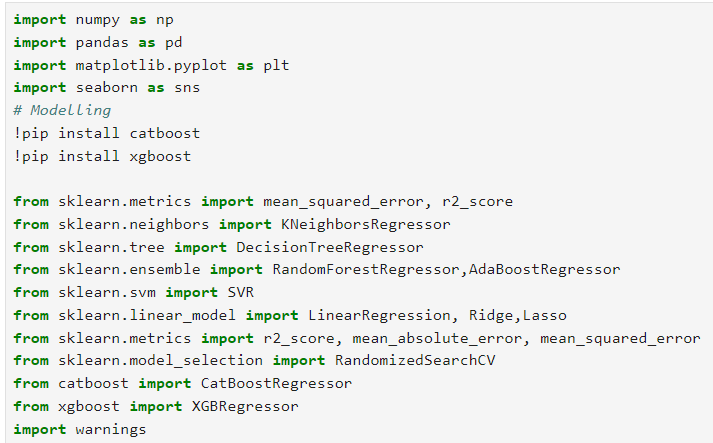 import numpy as np
import pandas as pd
import matplotlib.pyplot as plt
import seaborn as sns
# Modelling
!pip install catboost
!pip install xgboost
from sklearn.metrics import mean_squared_error, r2_score
from sklearn.neighbors import KNeighborsRegressor
from sklearn.tree import DecisionTreeRegressor
from sklearn.ensemble import RandomForestRegressor,AdaBoostRegressor
from sklearn.svm import SVR
from sklearn.linear_model import LinearRegression, Ridge,Lasso
from sklearn.metrics import r2_score, mean_absolute_error, mean_squared_error
from sklearn.model_selection import RandomizedSearchCV
from catboost import CatBoostRegressor
from xgboost import XGBRegressor
import warnings